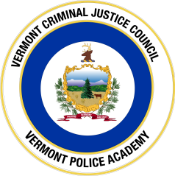 VERMONT CRIMINAL JUSTICE COUNCIL
VERMONT POLICE ACADEMY